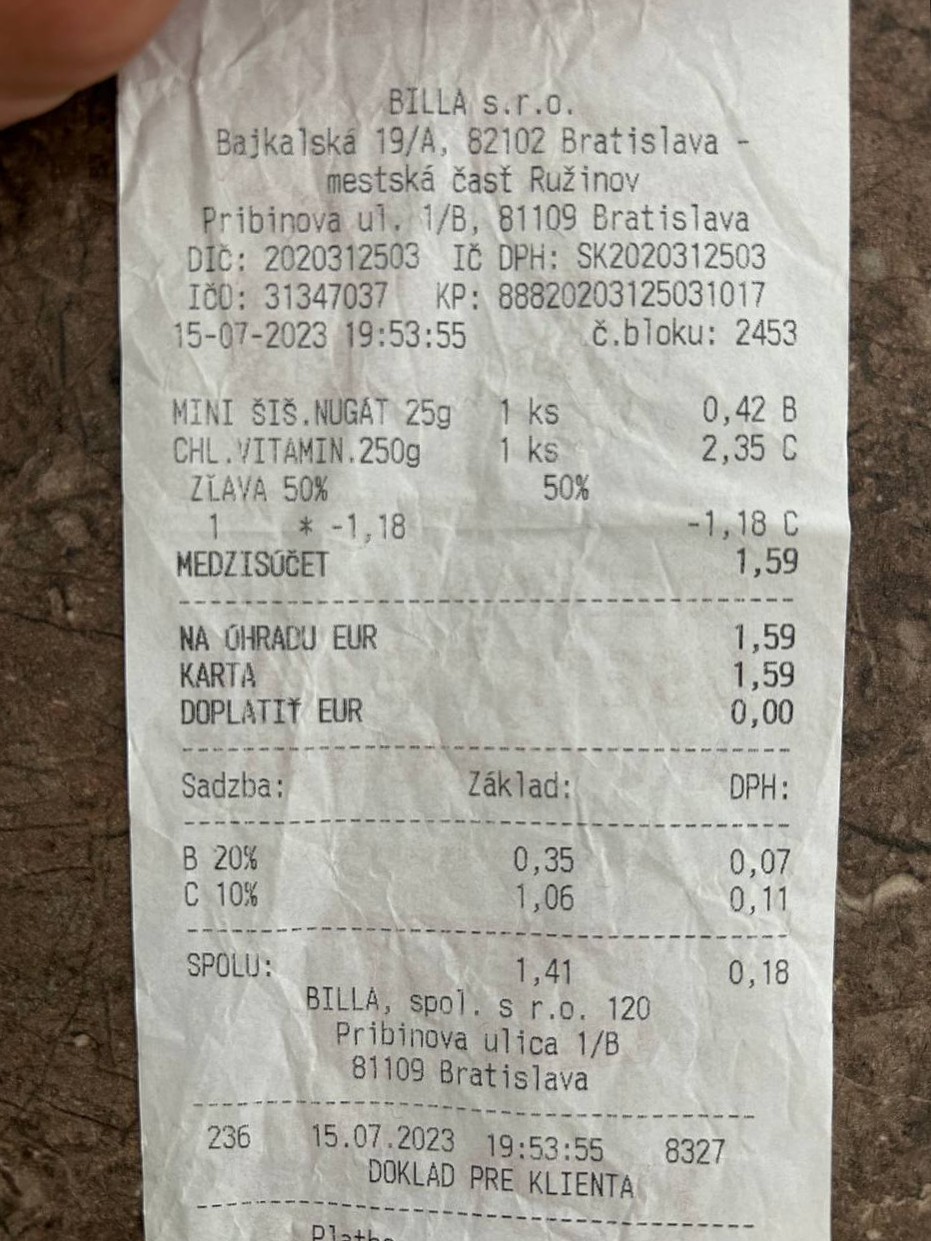 BILLA s.r.o.
Bajkalská 19/A, 82102 Bratislava -
mestská časť Ružinov
Pribinova ul. 1/B, 81109 Bratislava
DIČ: 2020312503 IČ DPH: SK2020312503
IČO: 31347037 KP: 88820203125031017
15-07-2023 19:53:55 č.bloku: 2453
MINI ŠIŠ.NUGÁT 25g 1 ks 0,42 B
CHL.VITAMIN.250g 1 ks 2,35 C
ZĽAVA 50% 50%
1 * -1,18 -1,18 C
MEDZISÚČET 1,59
NA ÚHRADU EUR 1,59
KARTA 1,59
DOPLATIŤ EUR 0,00
Sadzba: Základ: DPH:
B 20% 0,35 0,07
C 10% 1,06 0,11
SPOLU: 1,41 0,18
BILLA, spol. s r.o. 120
Pribinova ulica 1/B
81109 Bratislava
236 15.07.2023 19:53:55 8327
DOKLAD PRE KLIENTA